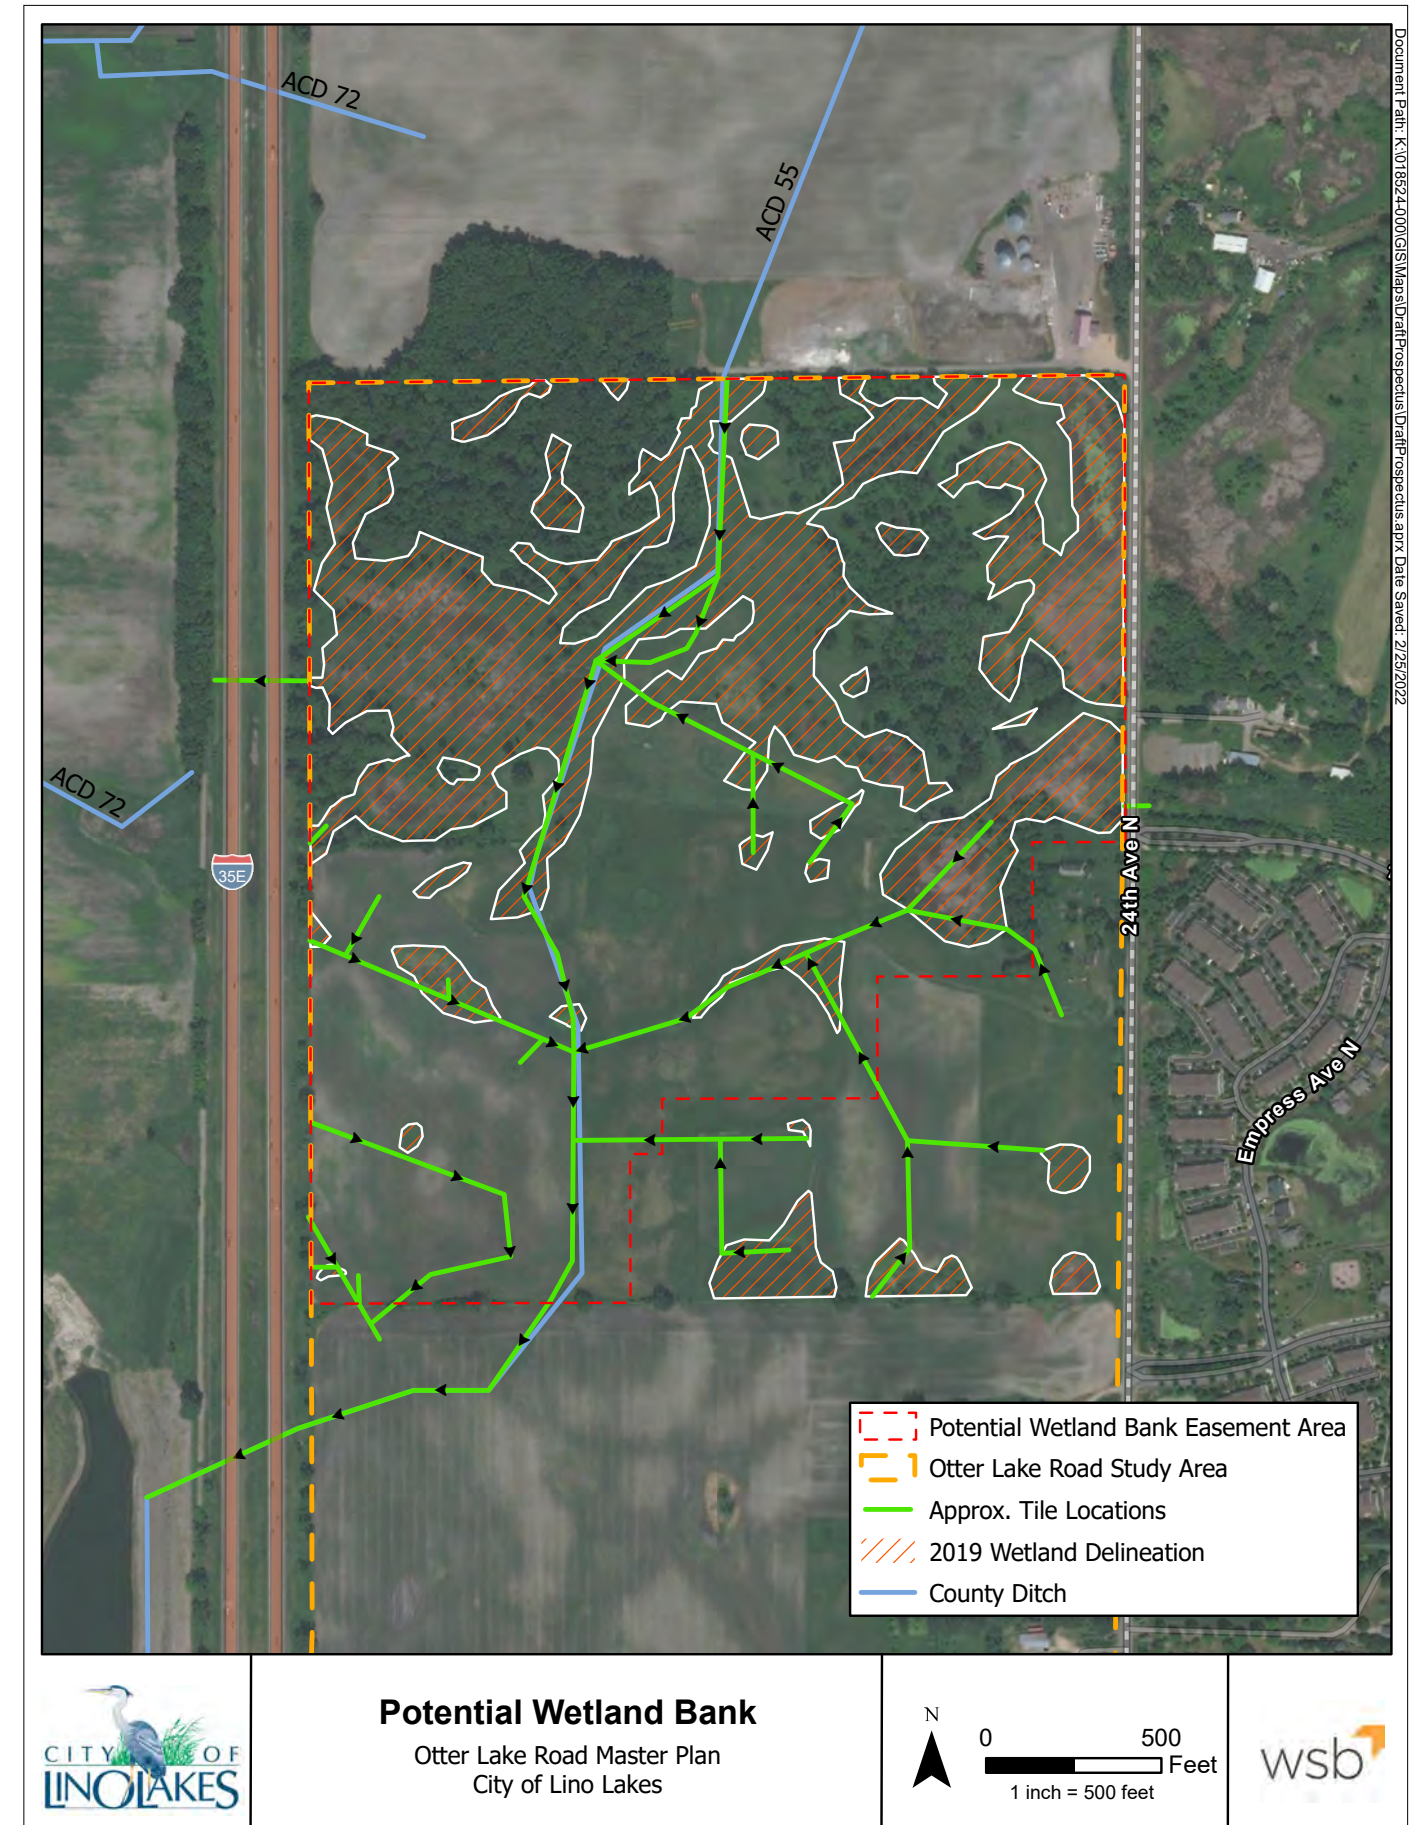 Document Path: K:\018524-000\GIS\Maps\DraftProspectus\DraftProspectus.aprx Date Saved: 2/25/2022
ACD 72
ACD 55
ACD 72
35E
24th Ave N
Empress Ave N
Potential Wetland Bank Easement Area
Otter Lake Road Study Area
Approx. Tile Locations
2019 Wetland Delineation
County Ditch
CITY OF
LINO LAKES
Potential Wetland Bank
Otter Lake Road Master Plan
City of Lino Lakes
N
0 500
Feet
1 inch = 500 feet
wsb